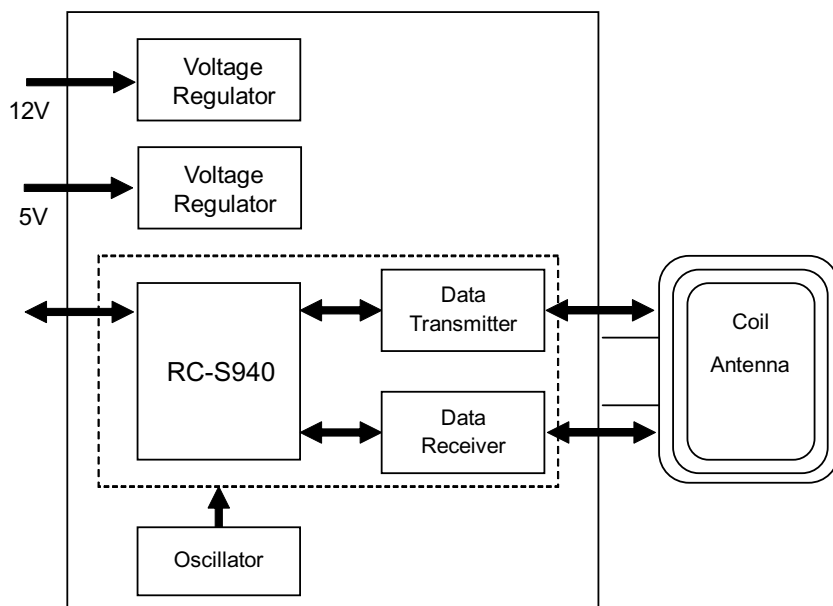 Voltage
Regulator
12V
Voltage
Regulator
5V
Data
Transmitter
RC-S940
Data
Receiver
Coil
Antenna
Oscillator